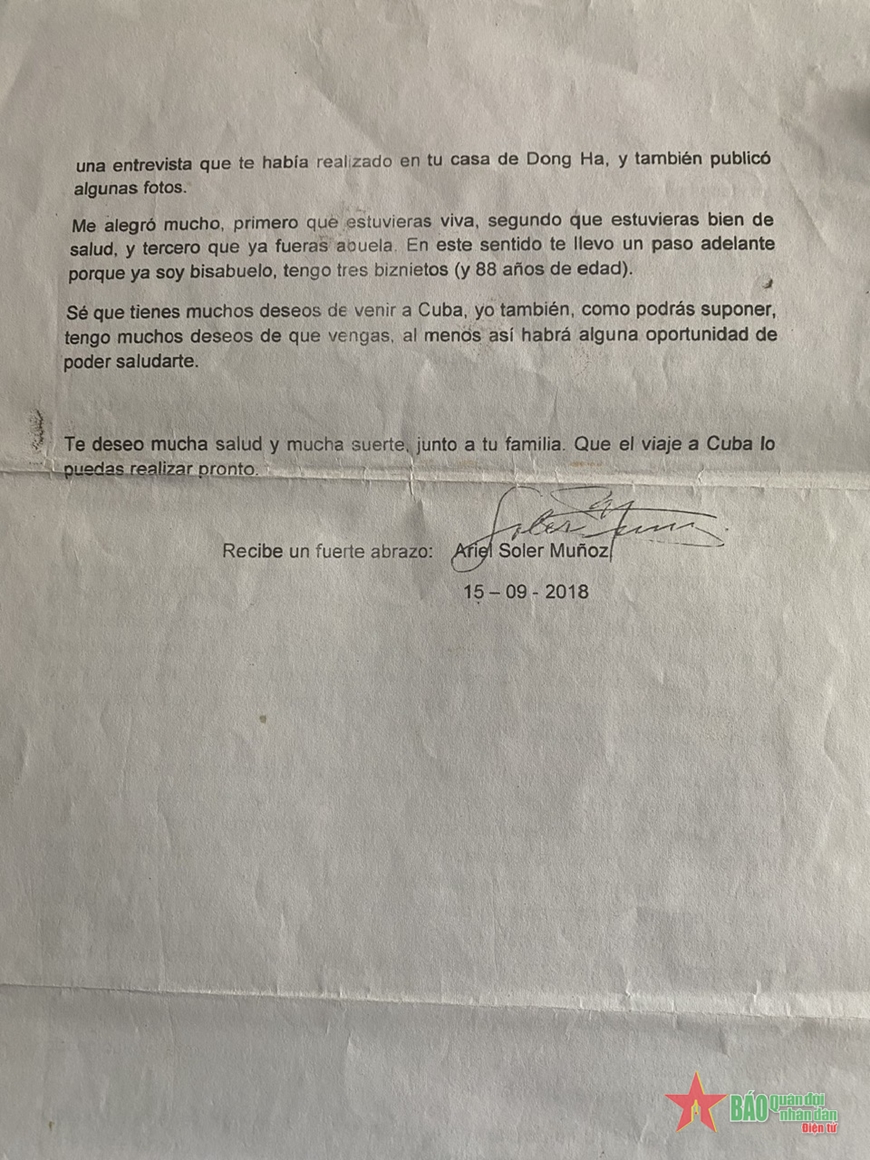 una entrevista que te había realizado en tu casa de Dong Ha, y también publicó
algunas fotos.
Me alegró mucho, primero que estuvieras viva, segundo que estuvieras bien de
salud, y tercero que ya fueras abuela. En este sentido te llevo un paso adelante
porque ya soy bisabuelo, tengo tres biznietos (y 88 años de edad).
Sé que tienes muchos deseos de venir a Cuba, yo también, como podrás suponer,
tengo muchos deseos de que vengas, al menos así habrá alguna oportunidad de
poder saludarte.
Te deseo mucha salud y mucha suerte, junto a tu familia. Que el viaje a Cuba lo
puedas realizar pronto.
Soler
Recibe un fuerte abrazo: Ariel Soler Muñoz
15 – 09 - 2018
BÁO quân đội
nhân dân
Điện tử